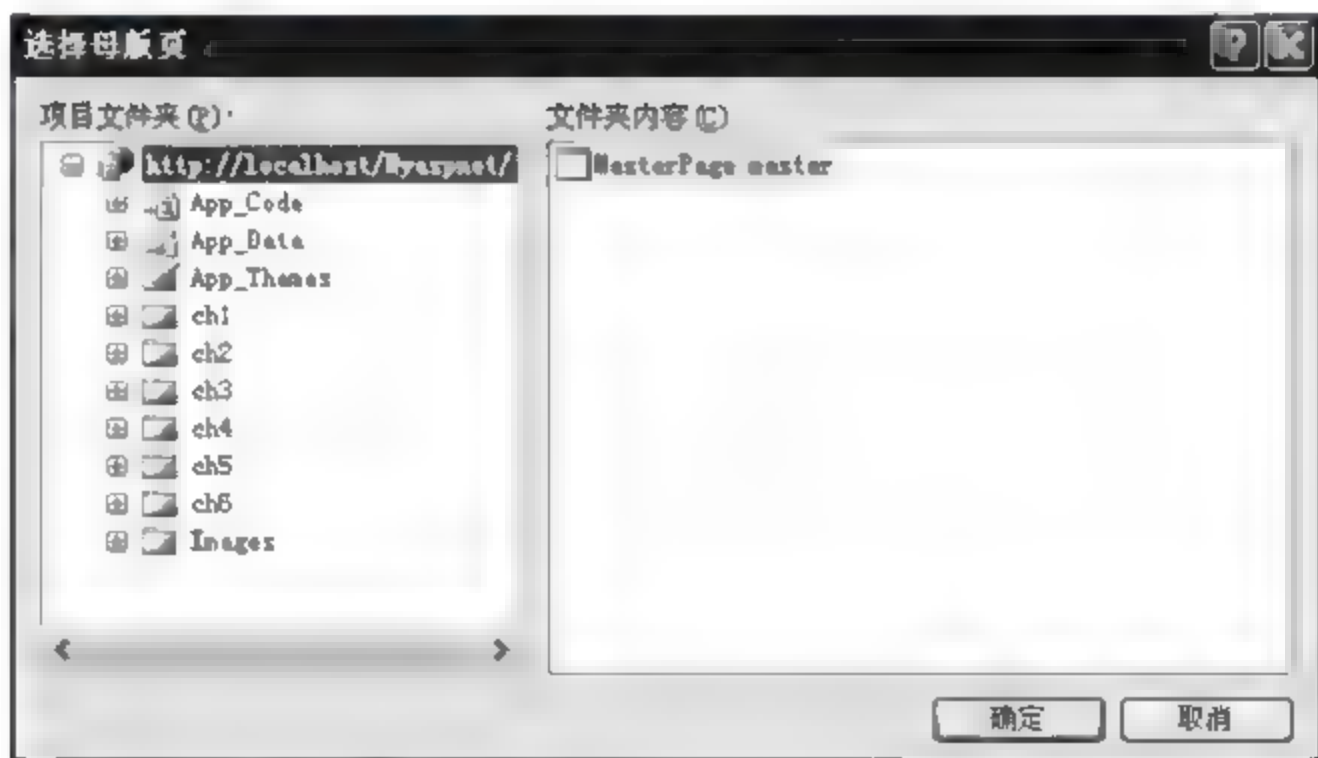 选择母版页
项目文件夹(P):
http://localhost/Myaspnet/
App_Code
App_Data
App_Themes
ch1
ch2
ch3
ch4
ch5
ch6
Images
文件夹内容(C)
MasterPage master
确定
取消